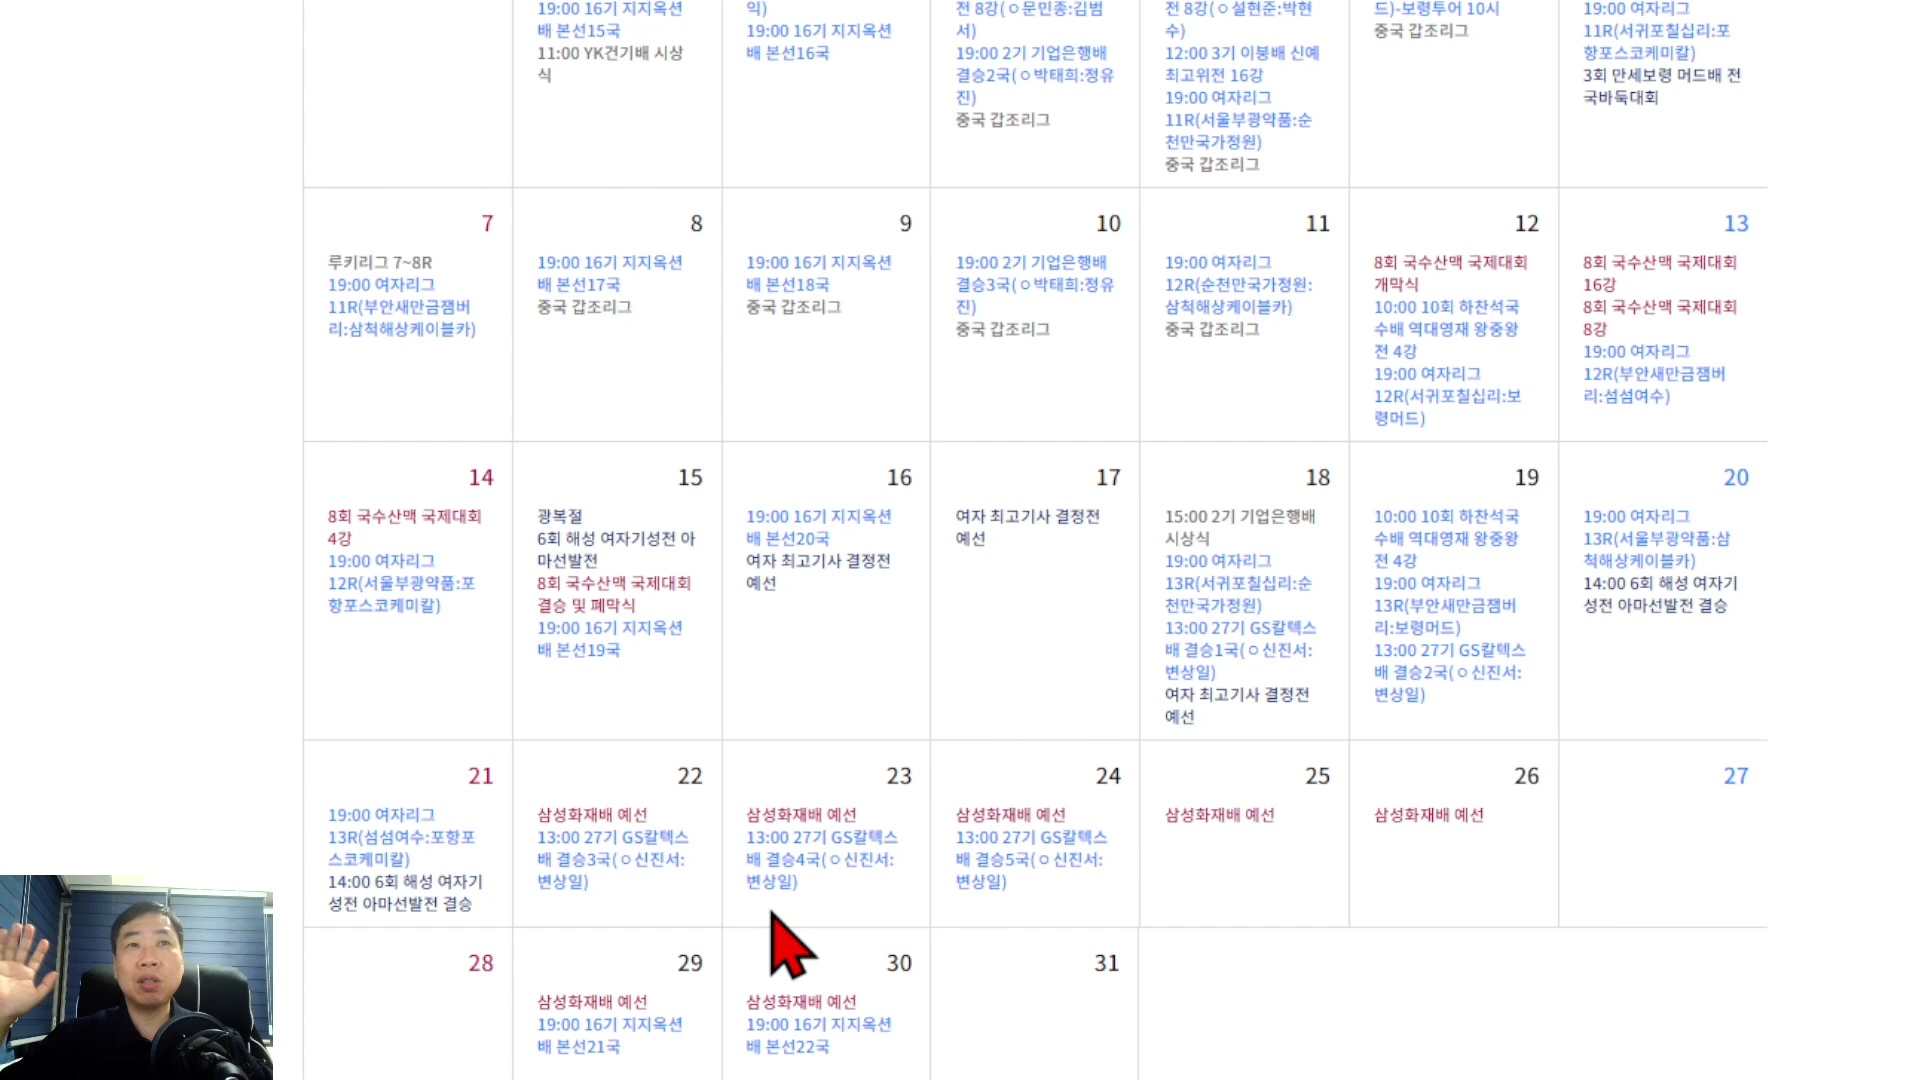 19:00 16기 지지옥션
배 본선15국
11:00 YK건기배 시상
식
익)
19:00 16기 지지옥션
배 본선16국
전 8강(ㅇ문민종:김범
서)
19:00 2기 기업은행배
결승2국(ㅇ박태희:정유
진)
중국 갑조리그
전 8강(ㅇ설현준:박현
수)
12:00 3기 이붕배 신예
최고위전 16강
19:00 여자리그
11R(서울부광약품:순
천만국가정원)
중국 갑조리그
드)-보령투어 10시
중국 갑조리그
19:00 여자리그
11R(서귀포칠십리:포
항포스코케미칼)
3회 만세보령 머드배 전
국바둑대회
7
루키리그 7~8R
19:00 여자리그
11R(부안새만금잼버
리:삼척해상케이블카)
8
19:00 16기 지지옥션
배 본선17국
중국 갑조리그
9
19:00 16기 지지옥션
배 본선18국
중국 갑조리그
10
19:00 2기 기업은행배
결승3국(ㅇ박태희:정유
진)
중국 갑조리그
11
19:00 여자리그
12R(순천만국가정원:
삼척해상케이블카)
중국 갑조리그
12
8회 국수산맥 국제대회
개막식
10:00 10회 하찬석국
수배 역대영재 왕중왕
전 4강
19:00 여자리그
12R(서귀포칠십리:보
령머드)
13
8회 국수산맥 국제대회
16강
8회 국수산맥 국제대회
8강
19:00 여자리그
12R(부안새만금잼버
리:섬섬여수)
14
8회 국수산맥 국제대회
4강
19:00 여자리그
12R(서울부광약품:포
항포스코케미칼)
15
광복절
6회 해성 여자기성전 아
마선발전
8회 국수산맥 국제대회
결승 및 폐막식
19:00 16기 지지옥션
배 본선19국
16
19:00 16기 지지옥션
배 본선20국
여자 최고기사 결정전
예선
17
여자 최고기사 결정전
예선
18
15:00 2기 기업은행배
시상식
19:00 여자리그
13R(서귀포칠십리:순
천만국가정원)
13:00 27기 GS칼텍스
배 결승1국(ㅇ신진서:
변상일)
여자 최고기사 결정전
예선
19
10:00 10회 하찬석국
수배 역대영재 왕중왕
전 4강
19:00 여자리그
13R(부안새만금잼버
리:보령머드)
13:00 27기 GS칼텍스
배 결승2국(ㅇ신진서:
변상일)
20
19:00 여자리그
13R(서울부광약품:삼
척해상케이블카)
14:00 6회 해성 여자기
성전 아마선발전 결승
21
19:00 여자리그
13R(섬섬여수:포항포
스코케미칼)
14:00 6회 해성 여자기
성전 아마선발전 결승
22
삼성화재배 예선
13:00 27기 GS칼텍스
배 결승3국(ㅇ신진서:
변상일)
23
삼성화재배 예선
13:00 27기 GS칼텍스
배 결승4국(ㅇ신진서:
변상일)
24
삼성화재배 예선
13:00 27기 GS칼텍스
배 결승5국(ㅇ신진서:
변상일)
25
삼성화재배 예선
26
삼성화재배 예선
27
28
29
삼성화재배 예선
19:00 16기 지지옥션
배 본선21국
30
삼성화재배 예선
19:00 16기 지지옥션
배 본선22국
31